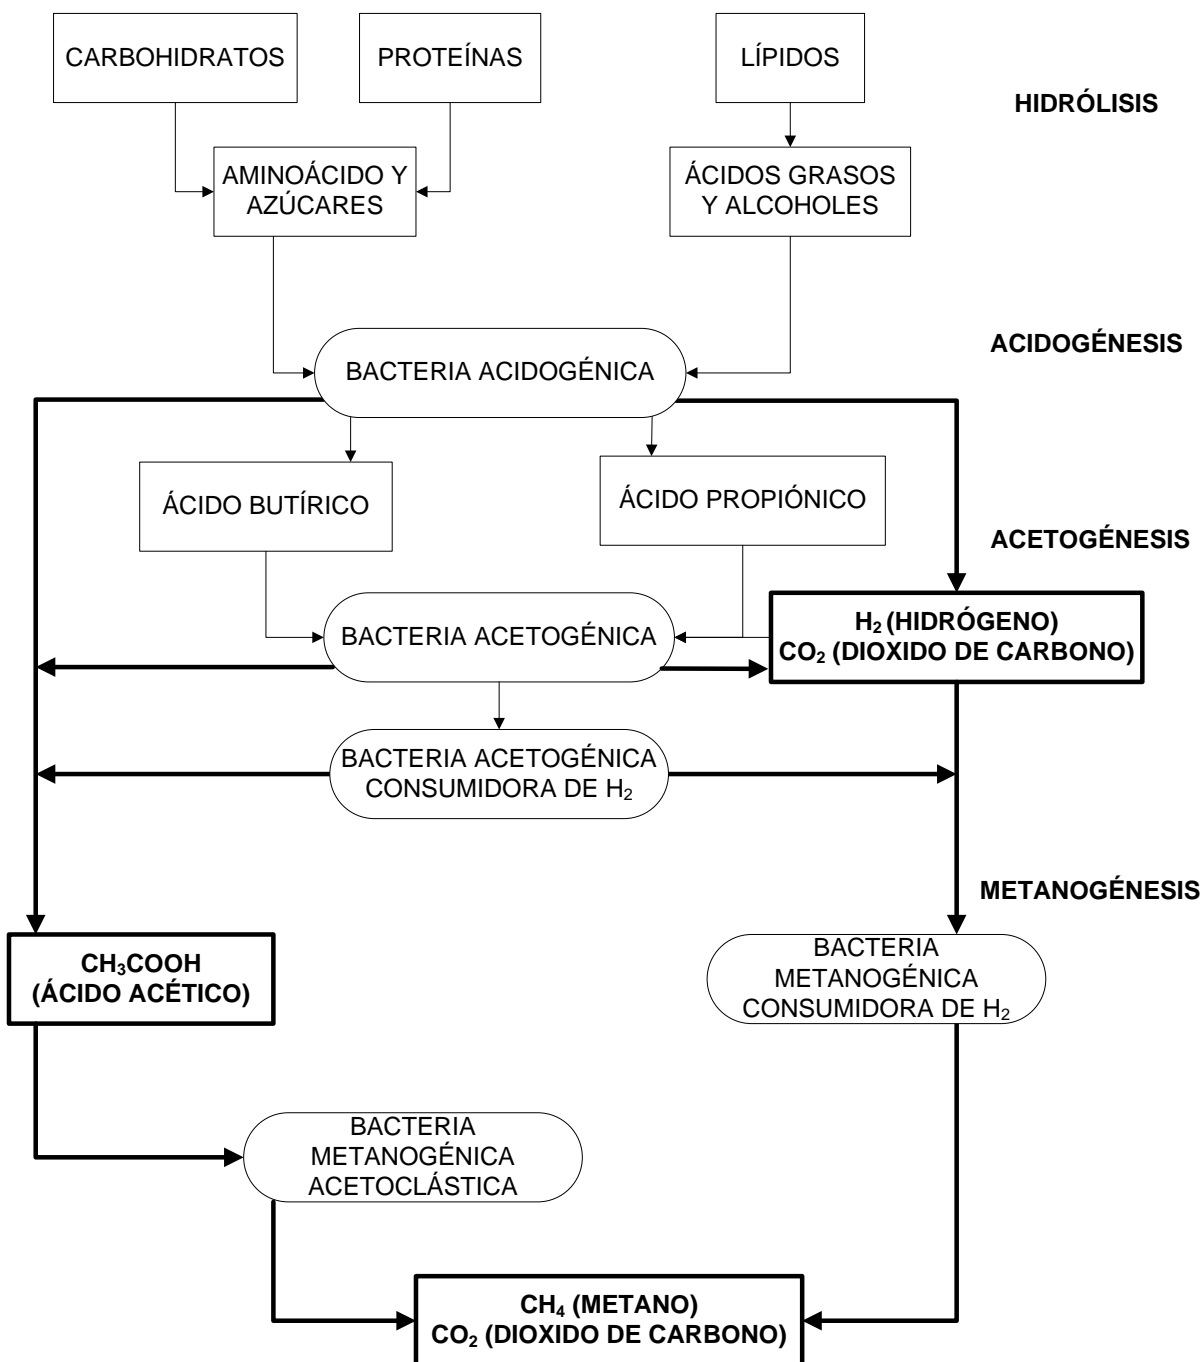 CARBOHIDRATOS
PROTEÍNAS
LÍPIDOS
HIDRÓLISIS
AMINOÁCIDO Y
AZÚCARES
ÁCIDOS GRASOS
Y ALCOHOLES
ACIDOGÉNESIS
BACTERIA ACIDOGÉNICA
ÁCIDO BUTÍRICO
ÁCIDO PROPIÓNICO
ACETOGÉNESIS
BACTERIA ACETOGÉNICA
H₂ (HIDRÓGENO)
CO₂ (DIOXIDO DE CARBONO)
BACTERIA ACETOGÉNICA
CONSUMIDORA DE H₂
METANOGÉNESIS
CH₃COOH
(ÁCIDO ACÉTICO)
BACTERIA
METANOGÉNICA
CONSUMIDORA DE H₂
BACTERIA
METANOGÉNICA
ACETOCLÁSTICA
CH₄ (METANO)
CO₂ (DIOXIDO DE CARBONO)